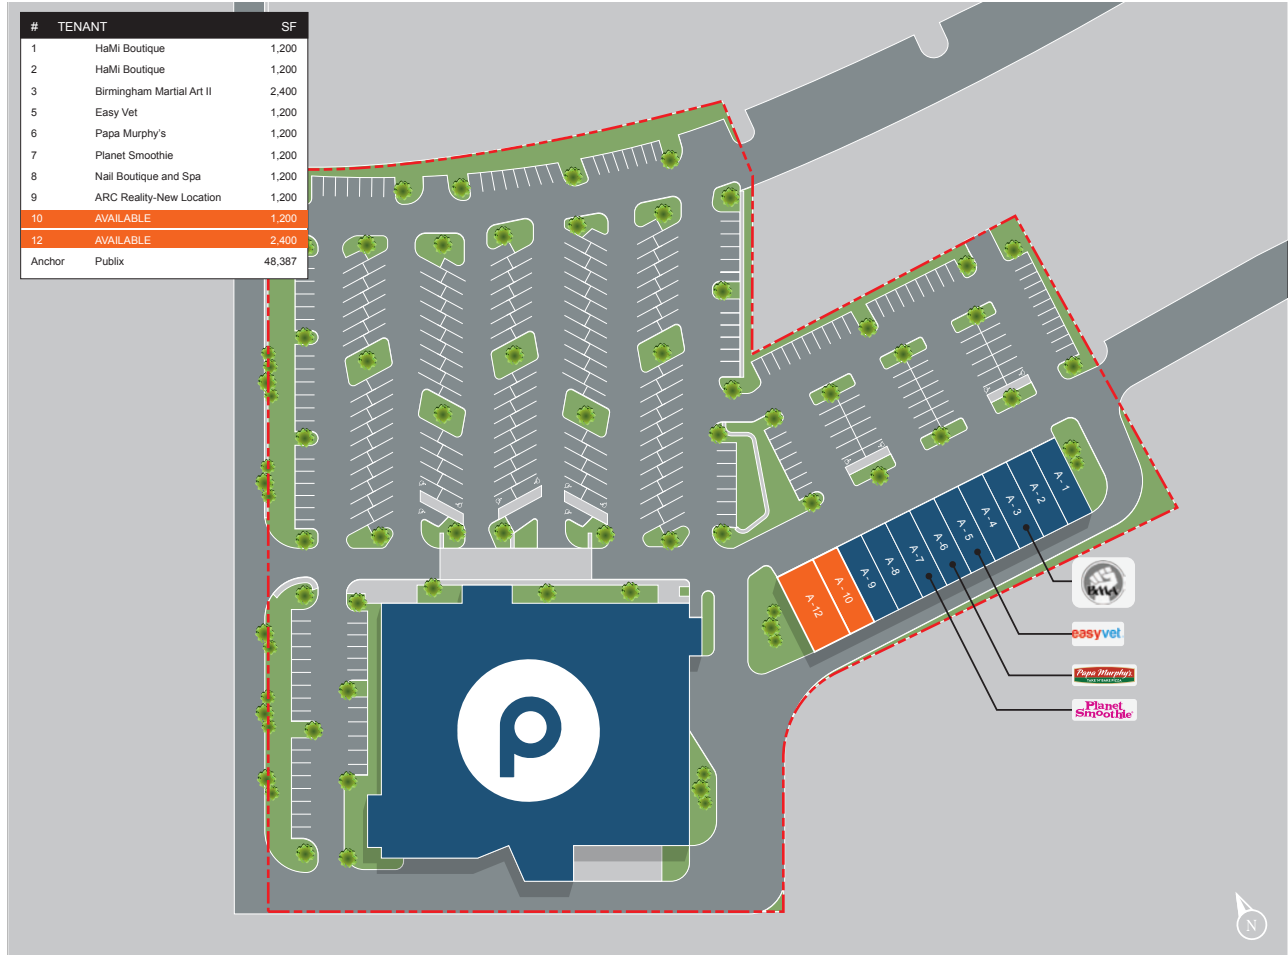 # TENANT SF
1 HaMi Boutique 1,200
2 HaMi Boutique 1,200
3 Birmingham Martial Art II 2,400
5 Easy Vet 1,200
6 Papa Murphy's 1,200
7 Planet Smoothie 1,200
8 Nail Boutique and Spa 1,200
9 ARC Reality-New Location 1,200
10 AVAILABLE 1,200
12 AVAILABLE 2,400
Anchor Publix 48,387
A - 1
A - 2
A - 3
A - 4
A - 5
A - 6
A - 7
A - 8
A - 9
A - 10
A - 12
BMA
easyvet
Papa Murphy's
TAKE 'N' BAKE PIZZA
Planet
Smoothie
p
N